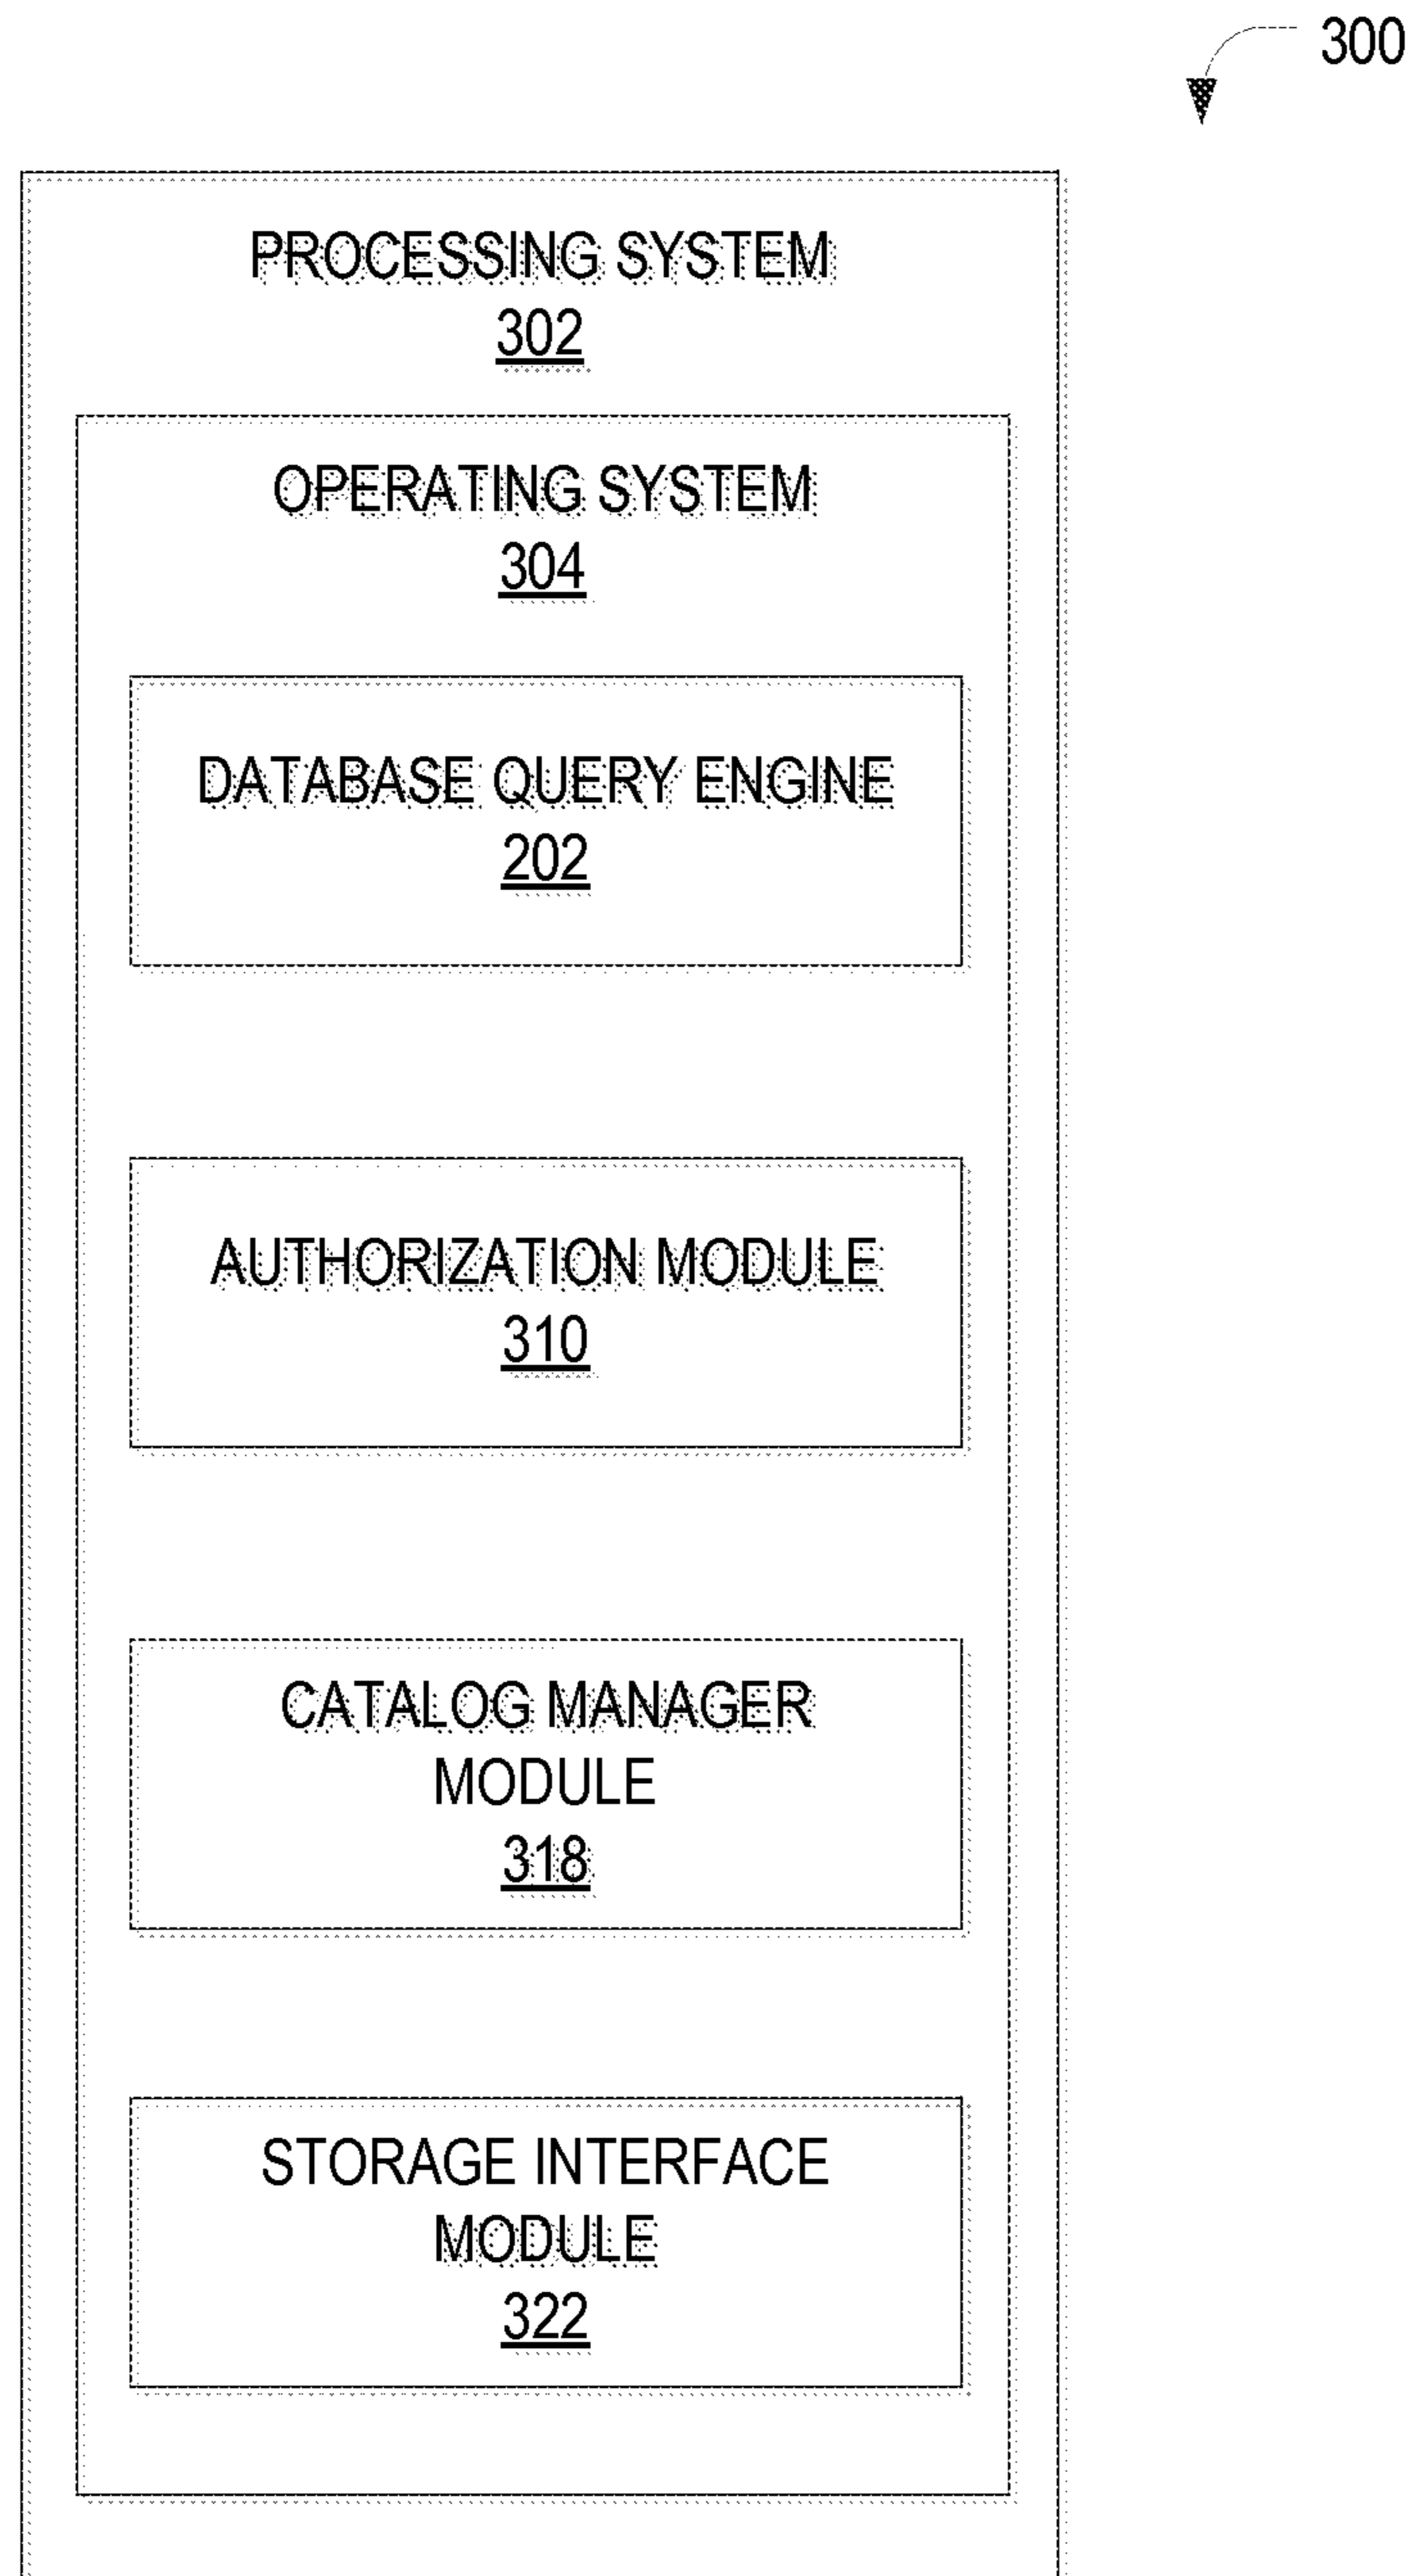 300
PROCESSING SYSTEM
302
OPERATING SYSTEM
304
DATABASE QUERY ENGINE
202
AUTHORIZATION MODULE
310
CATALOG MANAGER
MODULE
318
STORAGE INTERFACE
MODULE
322